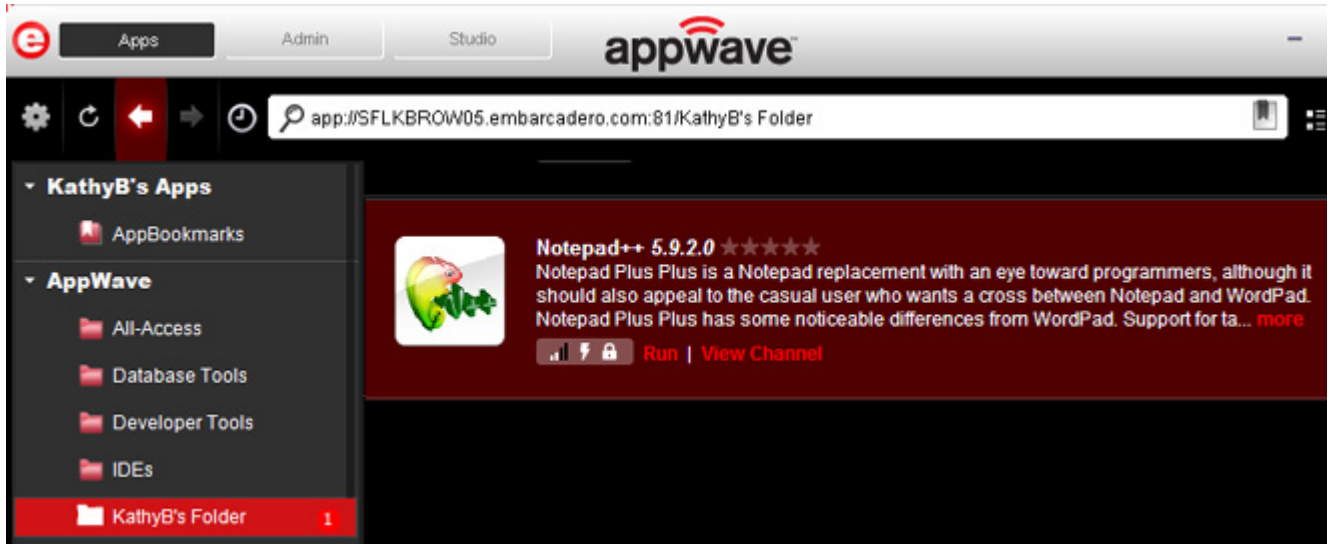 Apps
Admin
Studio
appwave™
app://SFLKBROW05.embarcadero.com:81/KathyB's Folder
KathyB's Apps
AppBookmarks
AppWave
All-Access
Database Tools
Developer Tools
IDEs
KathyB's Folder 1
Notepad++ 5.9.2.0
Notepad Plus Plus is a Notepad replacement with an eye toward programmers, although it
should also appeal to the casual user who wants a cross between Notepad and WordPad.
Notepad Plus Plus has some noticeable differences from WordPad. Support for ta... more
Run | View Channel